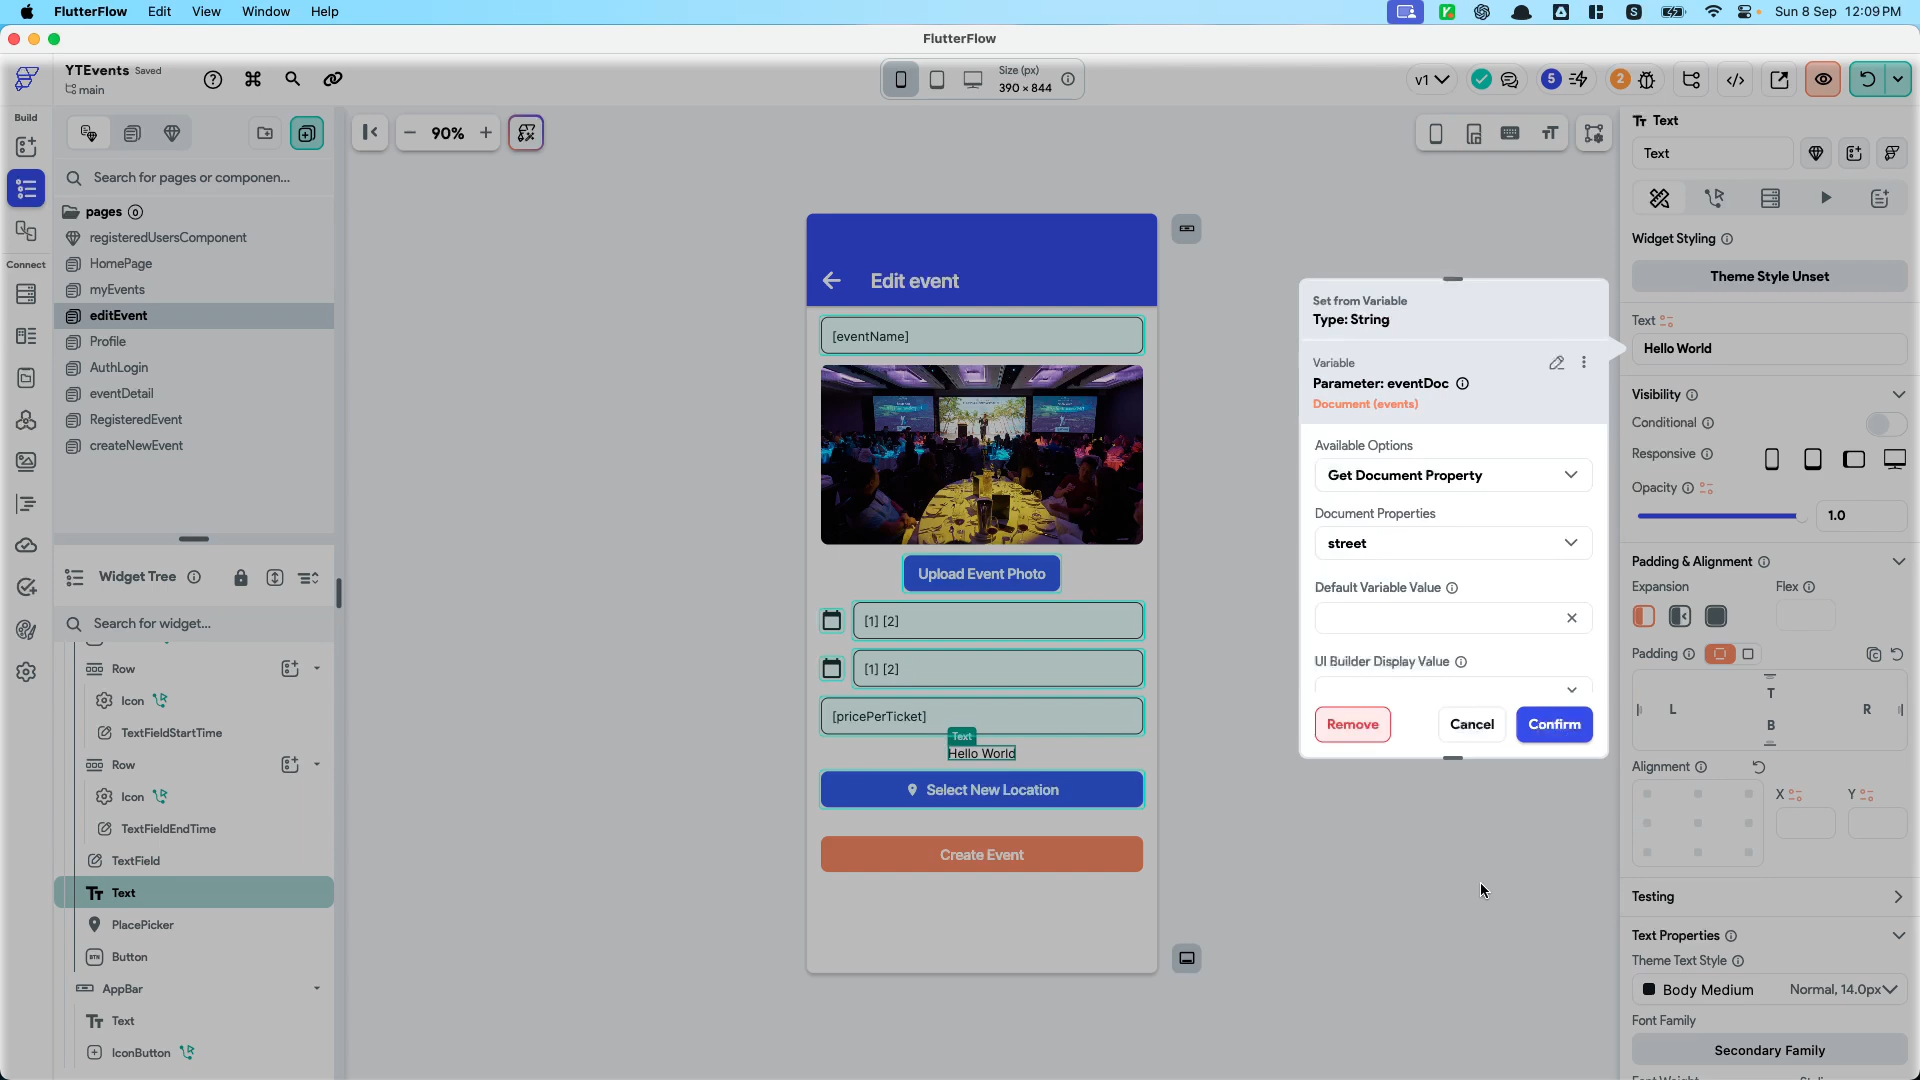 FlutterFlow Edit View Window Help
Sun 8 Sep 12:09 PM
FlutterFlow
YTEvents Saved
main
Size (px)
390 × 844
v1
5
2
Build
Connect
90%
Search for pages or componen...
pages 0
registeredUsersComponent
HomePage
myEvents
editEvent
Profile
AuthLogin
eventDetail
RegisteredEvent
createNewEvent
Widget Tree
Search for widget...
Row
Icon
TextFieldStartTime
Row
Icon
TextFieldEndTime
TextField
Text
PlacePicker
Button
AppBar
Text
IconButton
Edit event
[eventName]
Upload Event Photo
[1] [2]
[1] [2]
[pricePerTicket]
Text
Hello World
Select New Location
Create Event
Set from Variable
Type: String
Variable
Parameter: eventDoc
Document (events)
Available Options
Get Document Property
Document Properties
street
Default Variable Value
UI Builder Display Value
Remove
Cancel
Confirm
Text
Text
Widget Styling
Theme Style Unset
Text
Hello World
Visibility
Conditional
Responsive
Opacity
1.0
Padding & Alignment
Expansion Flex
Padding
T
L R
B
Alignment
X Y
Testing
Text Properties
Theme Text Style
Body Medium Normal, 14.0px
Font Family
Secondary Family